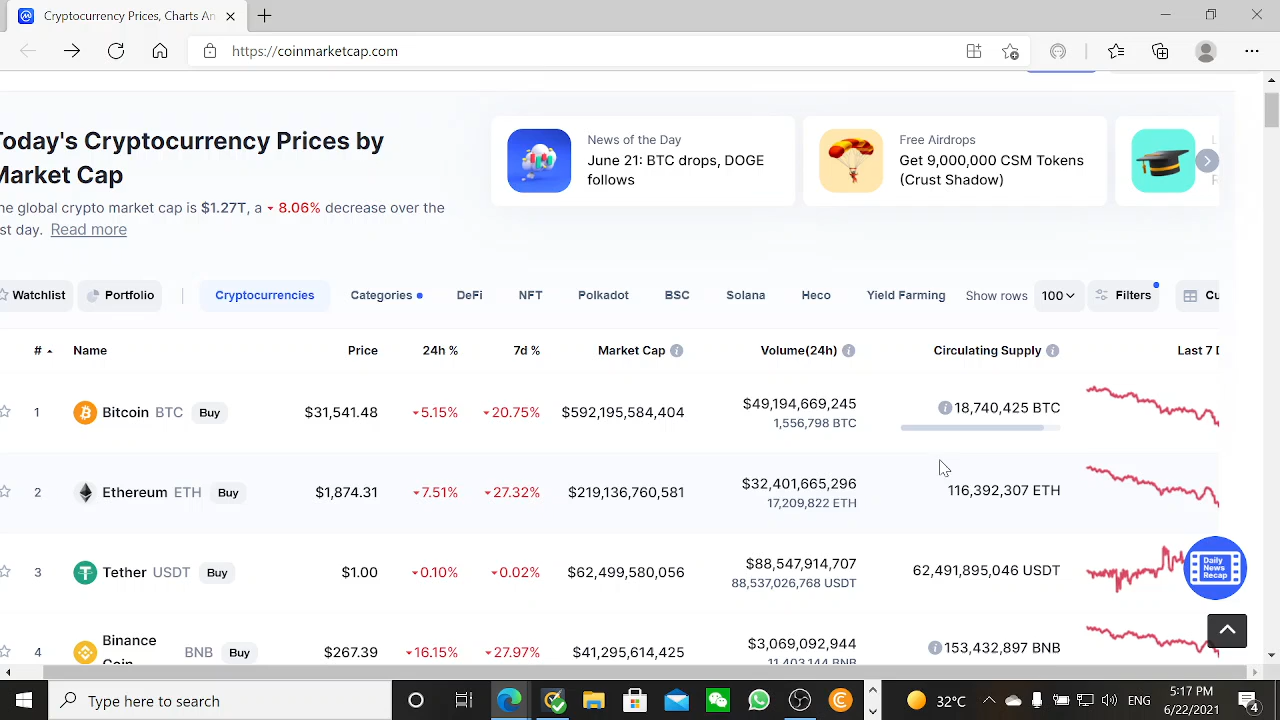 Cryptocurrency Prices, Charts An
https://coinmarketcap.com
oday's Cryptocurrency Prices by
Market Cap
he global crypto market cap is $1.27T, a 8.06% decrease over the
st day. Read more
News of the Day
June 21: BTC drops, DOGE
follows
Free Airdrops
Get 9,000,000 CSM Tokens
(Crust Shadow)
Watchlist Portfolio Cryptocurrencies Categories DeFi NFT Polkadot BSC Solana Heco Yield Farming Show rows 100 Filters Cu
# Name Price 24h % 7d % Market Cap Volume(24h) Circulating Supply Last 7 D
1 Bitcoin BTC Buy $31,541.48 5.15% 20.75% $592,195,584,404 $49,194,669,245 18,740,425 BTC
1,556,798 BTC
2 Ethereum ETH Buy $1,874.31 7.51% 27.32% $219,136,760,581 $32,401,665,296 116,392,307 ETH
17,209,822 ETH
3 Tether USDT Buy $1.00 0.10% 0.02% $62,499,580,056 $88,547,914,707 62,491,895,046 USDT
88,537,026,768 USDT
Daily
News
Recap
4 Binance Coin BNB Buy $267.39 16.15% 27.97% $41,295,614,425 $3,069,092,944 153,432,897 BNB
11,403,144 BNB
Type here to search
32°C
ENG
5:17 PM
6/22/2021
4